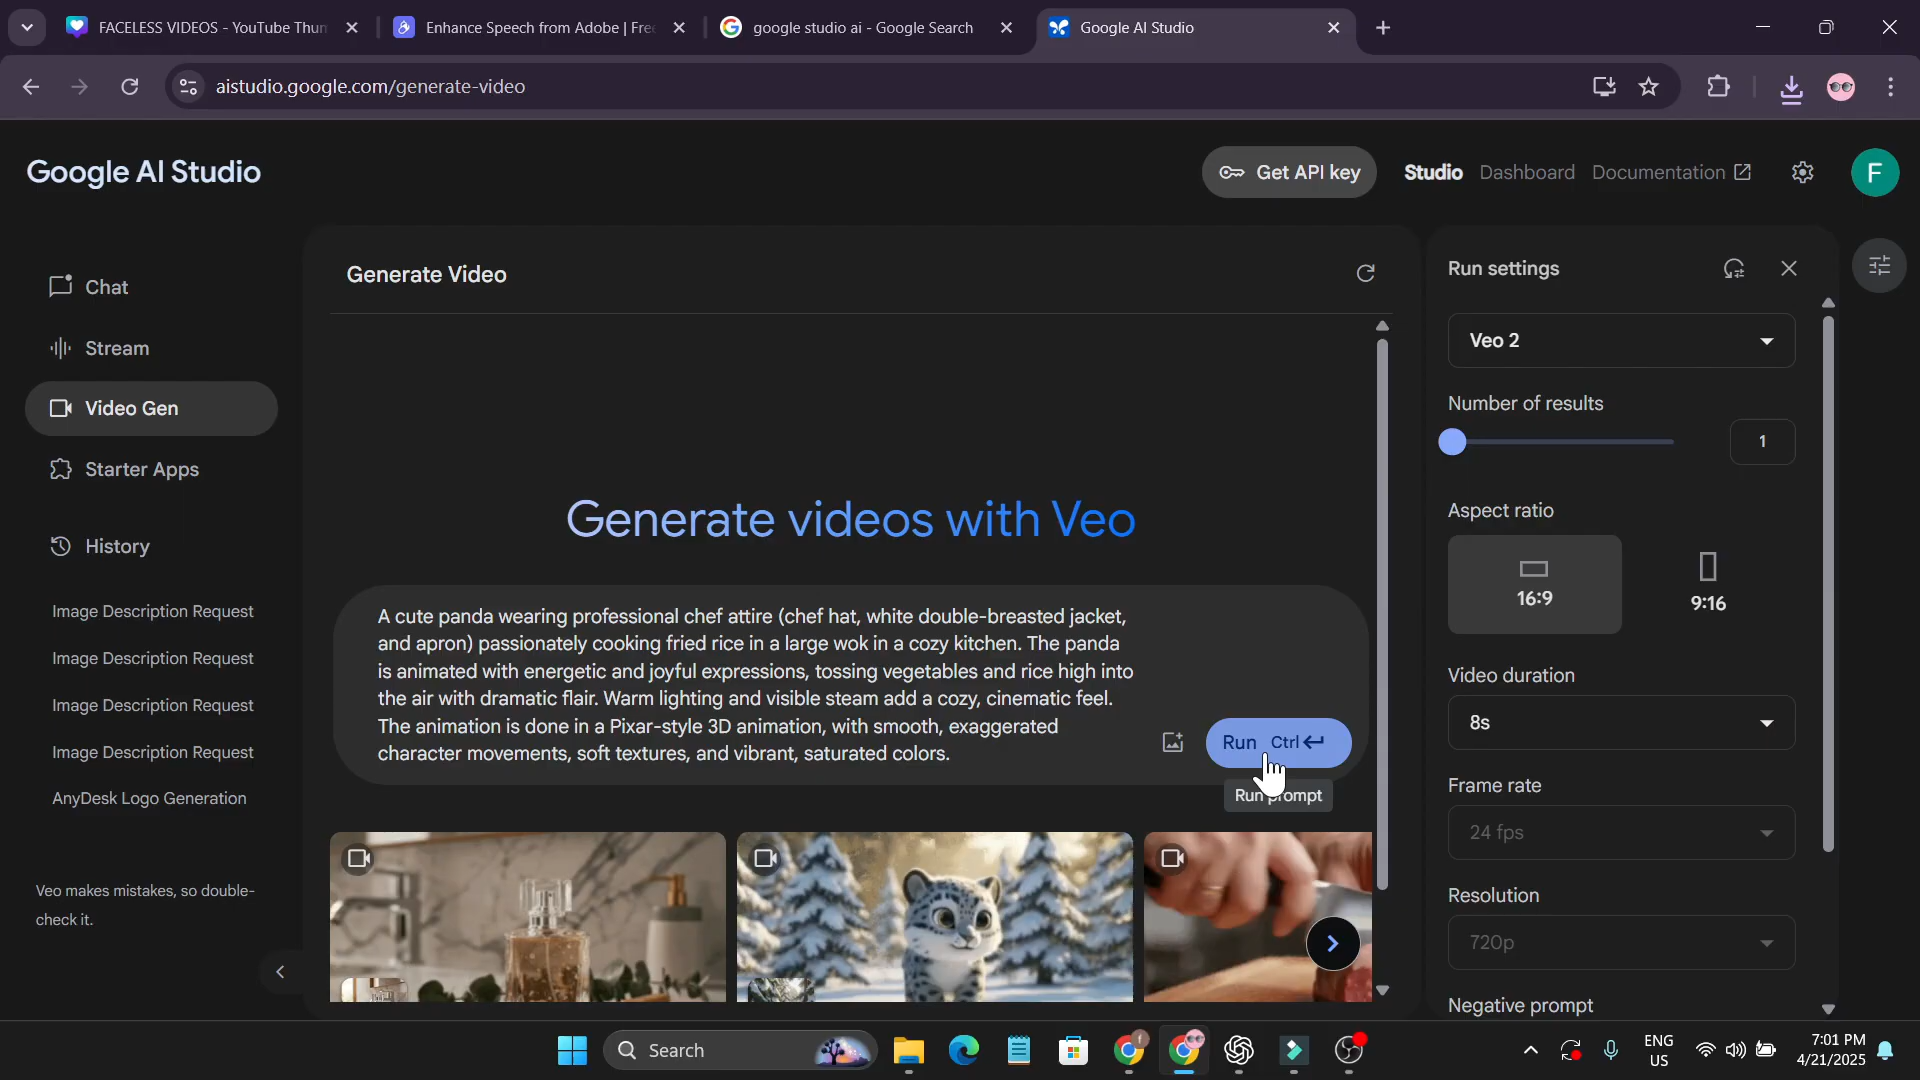 FACELESS VIDEOS - YouTube Thun
Enhance Speech from Adobe | Free
google studio ai - Google Search
Google AI Studio
aistudio.google.com/generate-video
Google AI Studio
Get API key
Studio
Dashboard
Documentation
F
Chat
Stream
Video Gen
Starter Apps
History
Image Description Request
Image Description Request
Image Description Request
Image Description Request
AnyDesk Logo Generation
Veo makes mistakes, so double-
check it.
Generate Video
Generate videos with Veo
A cute panda wearing professional chef attire (chef hat, white double-breasted jacket,
and apron) passionately cooking fried rice in a large wok in a cozy kitchen. The panda
is animated with energetic and joyful expressions, tossing vegetables and rice high into
the air with dramatic flair. Warm lighting and visible steam add a cozy, cinematic feel.
The animation is done in a Pixar-style 3D animation, with smooth, exaggerated
character movements, soft textures, and vibrant, saturated colors.
Run Ctrl
Run prompt
Run settings
Veo 2
Number of results
1
Aspect ratio
16:9
9:16
Video duration
8s
Frame rate
24 fps
Resolution
720p
Negative prompt
Search
ENG
US
7:01 PM
4/21/2025